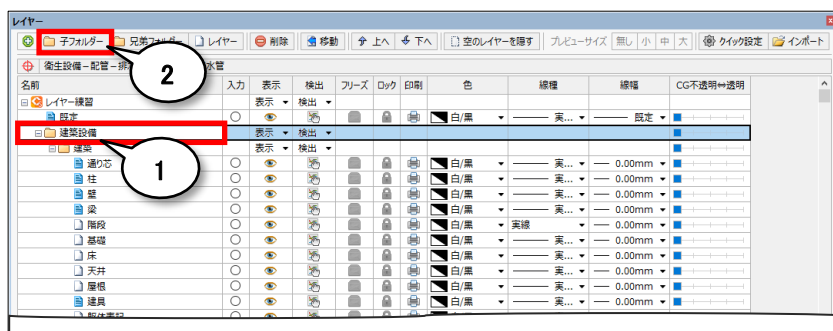 レイヤー
子フォルダー 兄弟フォルダー レイヤー 削除 移動 上へ 下へ 空のレイヤーを隠す プレビューサイズ 無し 小 中 大 クイック設定 インポート
衛生設備−配管−排 水管
2
名前 入力 表示 検出 フリーズ ロック 印刷 色 線種 線幅 CG不透明⇔透明
レイヤー練習 表示 検出
既定 白/黒 実... 既定
建築設備 表示 検出
建築 表示 検出
1
通り芯 白/黒 実... 0.00mm
柱 白/黒 実... 0.00mm
壁 白/黒 実... 0.00mm
梁 白/黒 実... 0.00mm
階段 白/黒 実線 0.00mm
基礎 白/黒 実... 0.00mm
床 白/黒 実... 0.00mm
天井 白/黒 実... 0.00mm
屋根 白/黒 実... 0.00mm
建具 白/黒 実... 0.00mm